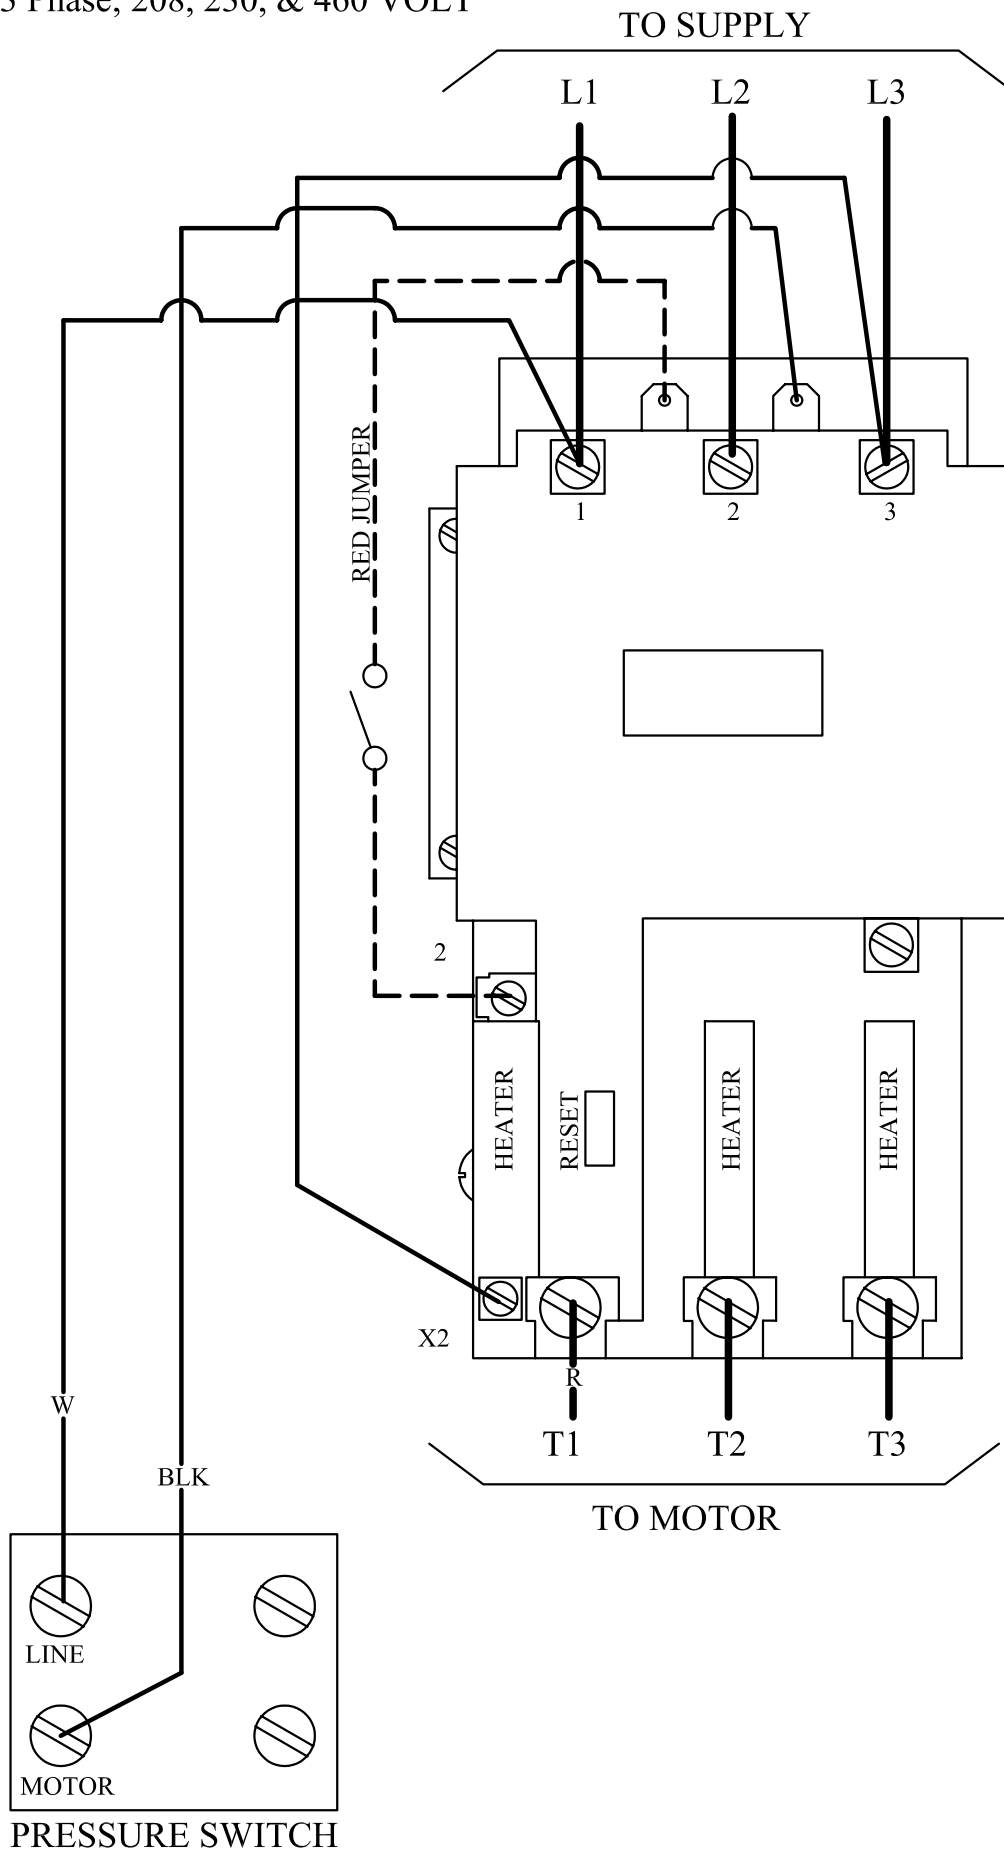 3 Phase, 208, 230, & 460 VOLT
TO SUPPLY
L1 L2 L3
RED JUMPER
1 2 3
2
HEATER RESET HEATER HEATER
X2
R
W
T1 T2 T3
BLK
TO MOTOR
LINE
MOTOR
PRESSURE SWITCH